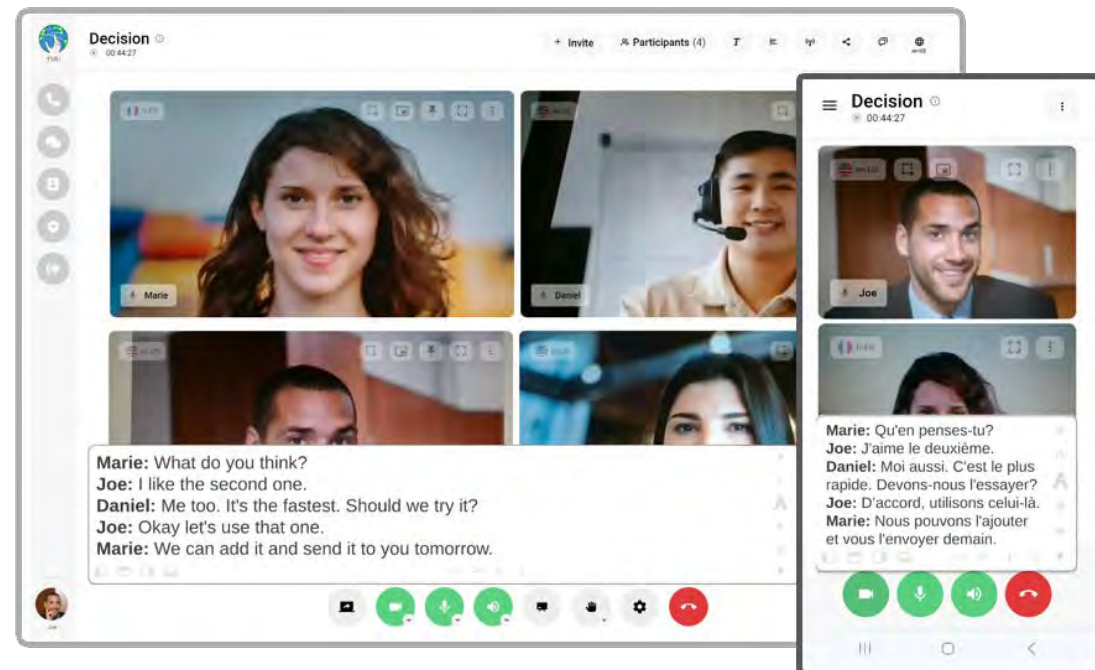 Decision
00:44:27
+ Invite
Participants (4)
T
Marie
Daniel
Marie: What do you think?
Joe: I like the second one.
Daniel: Me too. It's the fastest. Should we try it?
Joe: Okay let's use that one.
Marie: We can add it and send it to you tomorrow.
Decision
00:44:27
Joe
Marie: Qu'en penses-tu?
Joe: J'aime le deuxième.
Daniel: Moi aussi. C'est le plus
rapide. Devons-nous l'essayer?
Joe: D'accord, utilisons celui-là.
Marie: Nous pouvons l'ajouter
et vous l'envoyer demain.